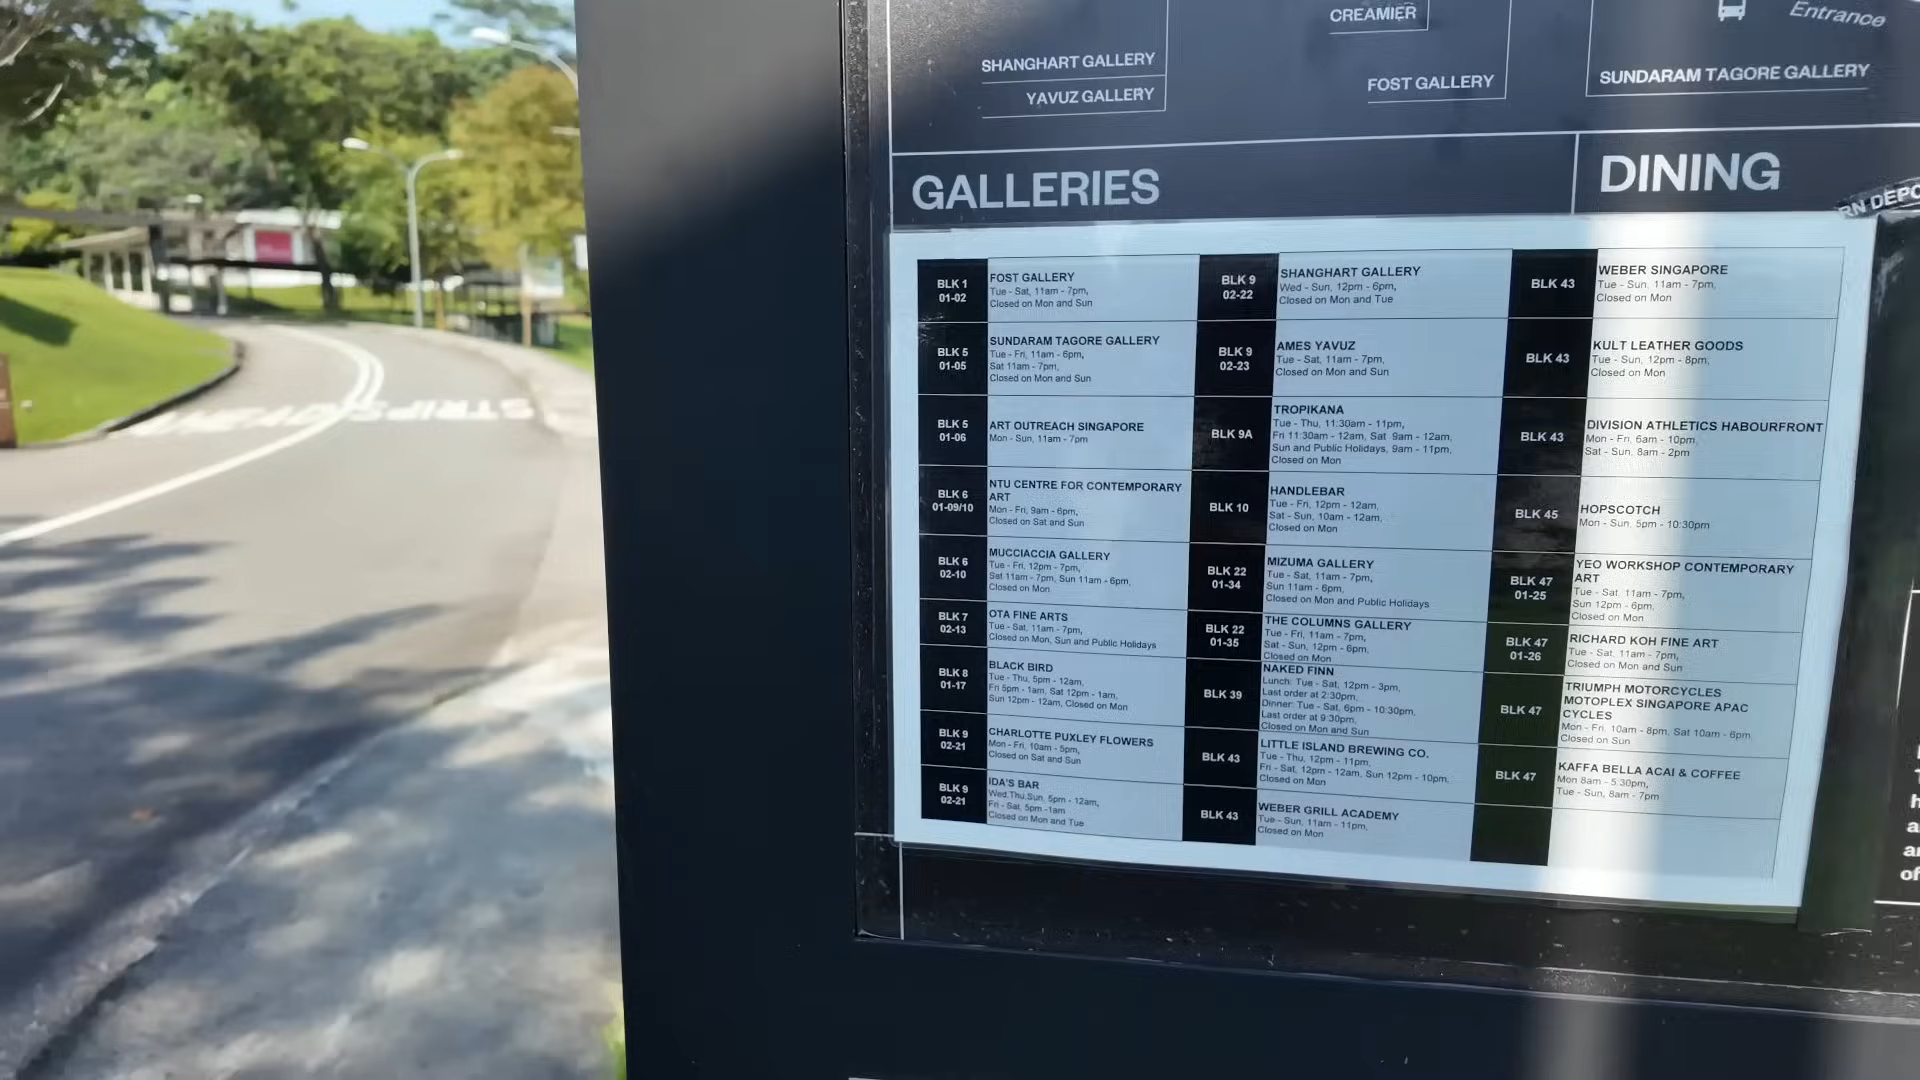 CREAMIER
Entrance
SHANGHART GALLERY
YAVUZ GALLERY
FOST GALLERY
SUNDARAM TAGORE GALLERY
GALLERIES
DINING
RN DEPO
BLK 1
01-02
FOST GALLERY
Tue - Sat, 11am - 7pm,
Closed on Mon and Sun
BLK 5
01-05
SUNDARAM TAGORE GALLERY
Tue - Fri, 11am - 6pm,
Sat 11am - 7pm,
Closed on Mon and Sun
BLK 5
01-06
ART OUTREACH SINGAPORE
Mon - Sun, 11am - 7pm
BLK 6
01-09/10
NTU CENTRE FOR CONTEMPORARY
ART
Mon - Fri, 9am - 6pm,
Closed on Sat and Sun
BLK 6
02-10
MUCCIACCIA GALLERY
Tue - Fri, 12pm - 7pm,
Sat 11am - 7pm, Sun 11am - 6pm,
Closed on Mon
BLK 7
02-13
OTA FINE ARTS
Tue - Sat, 11am - 7pm,
Closed on Mon, Sun and Public Holidays
BLK 8
01-17
BLACK BIRD
Tue - Thu, 5pm - 12am,
Fri 5pm - 1am, Sat 12pm - 1am,
Sun 12pm - 12am, Closed on Mon
BLK 9
02-21
CHARLOTTE PUXLEY FLOWERS
Mon - Fri, 10am - 5pm,
Closed on Sat and Sun
BLK 9
02-21
IDA'S BAR
Wed,Thu,Sun, 5pm - 12am,
Fri - Sat, 5pm -1am
Closed on Mon and Tue
BLK 9
02-22
SHANGHART GALLERY
Wed - Sun, 12pm - 6pm,
Closed on Mon and Tue
BLK 9
02-23
AMES YAVUZ
Tue - Sat, 11am - 7pm,
Closed on Mon and Sun
BLK 9A
TROPIKANA
Tue - Thu, 11:30am - 11pm,
Fri 11:30am - 12am, Sat 9am - 12am,
Sun and Public Holidays, 9am - 11pm,
Closed on Mon
BLK 10
HANDLEBAR
Tue - Fri, 12pm - 12am,
Sat - Sun, 10am - 12am,
Closed on Mon
BLK 22
01-34
MIZUMA GALLERY
Tue - Sat, 11am - 7pm,
Sun 11am - 6pm,
Closed on Mon and Public Holidays
BLK 22
01-35
THE COLUMNS GALLERY
Tue - Fri, 11am - 7pm,
Sat - Sun, 12pm - 6pm,
Closed on Mon
BLK 39
NAKED FINN
Lunch: Tue - Sat, 12pm - 3pm,
Last order at 2:30pm,
Dinner: Tue - Sat, 6pm - 10:30pm,
Last order at 9:30pm,
Closed on Mon and Sun
BLK 43
LITTLE ISLAND BREWING CO.
Tue - Thu, 12pm - 11pm,
Fri - Sat, 12pm - 12am, Sun 12pm - 10pm,
Closed on Mon
BLK 43
WEBER GRILL ACADEMY
Tue - Sun, 11am - 11pm,
Closed on Mon
BLK 43
WEBER SINGAPORE
Tue - Sun, 11am - 7pm,
Closed on Mon
BLK 43
KULT LEATHER GOODS
Tue - Sun, 12pm - 8pm,
Closed on Mon
BLK 43
DIVISION ATHLETICS HABOURFRONT
Mon - Fri, 6am - 10pm,
Sat - Sun, 8am - 2pm
BLK 45
HOPSCOTCH
Mon - Sun, 5pm - 10:30pm
BLK 47
01-25
YEO WORKSHOP CONTEMPORARY
ART
Tue - Sat, 11am - 7pm,
Sun 12pm - 6pm,
Closed on Mon
BLK 47
01-26
RICHARD KOH FINE ART
Tue - Sat, 11am - 7pm,
Closed on Mon and Sun
BLK 47
TRIUMPH MOTORCYCLES
MOTOPLEX SINGAPORE APAC
CYCLES
Mon - Fri, 10am - 8pm, Sat 10am - 6pm,
Closed on Sun
BLK 47
KAFFA BELLA ACAI & COFFEE
Mon 8am - 5:30pm,
Tue - Sun, 8am - 7pm
STRIPS AHEAD